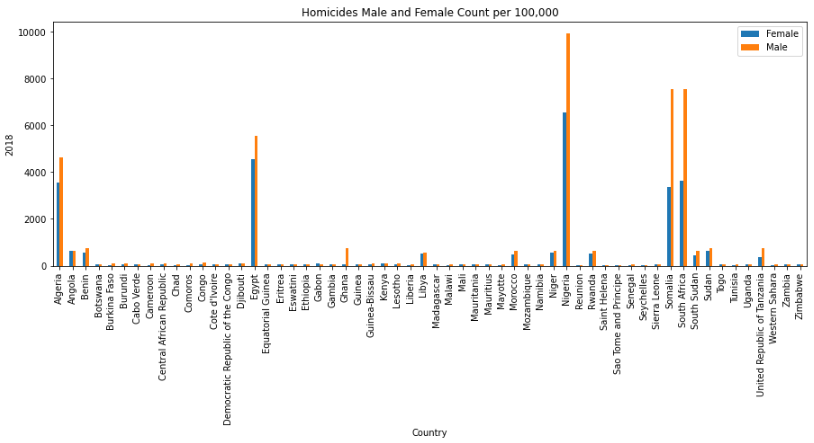 Homicides Male and Female Count per 100,000
Female
Male
10000
8000
6000
4000
2000
0
2018
Algeria
Angola
Benin
Botswana
Burkina Faso
Burundi
Cabo Verde
Cameroon
Central African Republic
Chad
Comoros
Congo
Cote d'Ivoire
Democratic Republic of the Congo
Djibouti
Egypt
Equatorial Guinea
Eritrea
Eswatini
Ethiopia
Gabon
Gambia
Ghana
Guinea
Guinea-Bissau
Kenya
Lesotho
Liberia
Libya
Madagascar
Malawi
Mali
Mauritania
Mauritius
Mayotte
Morocco
Mozambique
Namibia
Niger
Nigeria
Reunion
Rwanda
Saint Helena
Sao Tome and Principe
Senegal
Seychelles
Sierra Leone
Somalia
South Africa
South Sudan
Sudan
Togo
Tunisia
Uganda
United Republic of Tanzania
Western Sahara
Zambia
Zimbabwe
Country